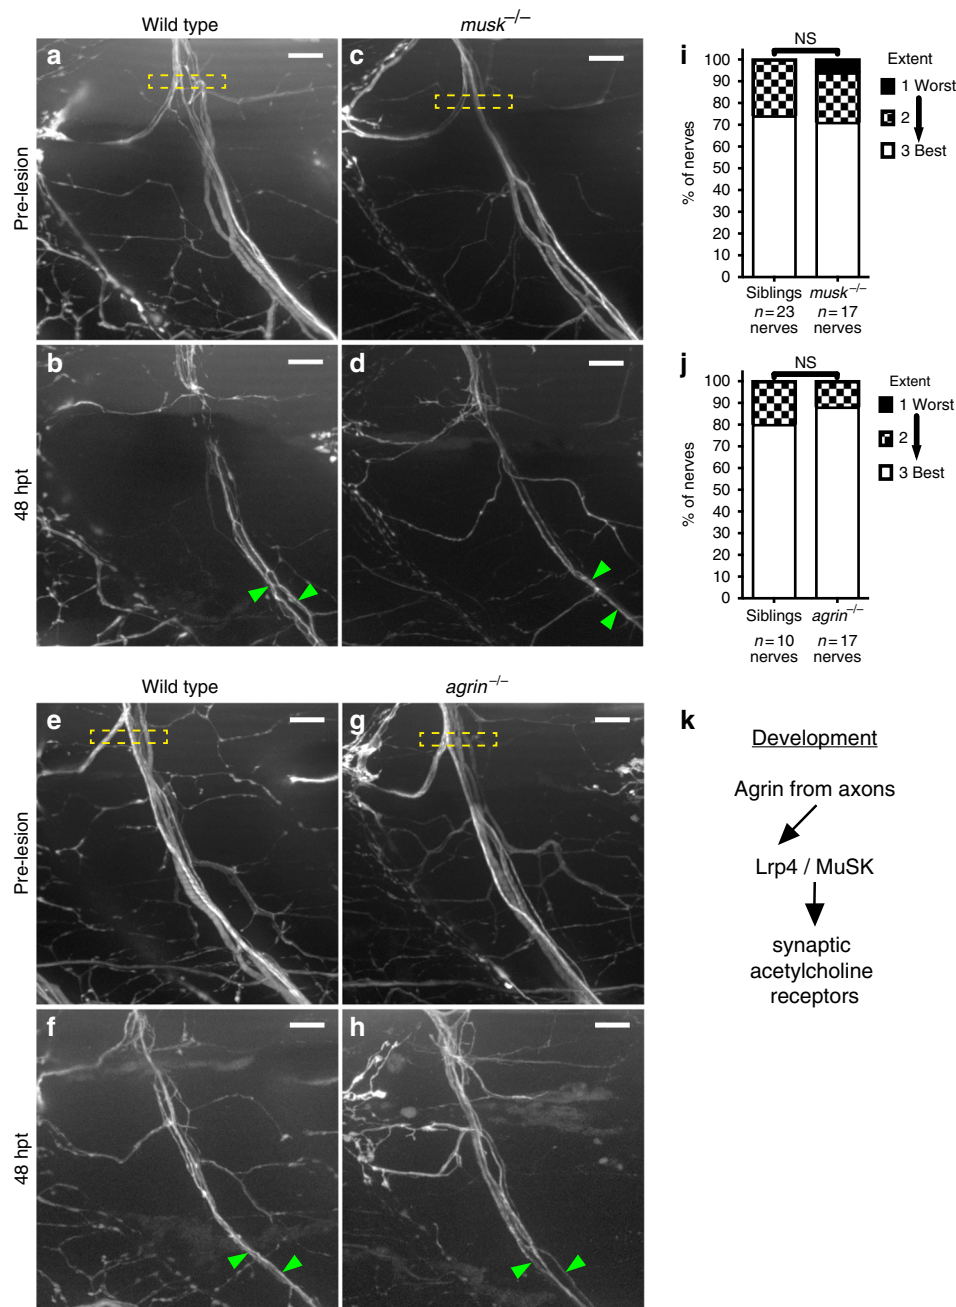 Wild type
musk−/−
a
c
Pre-lesion
b
d
48 hpt
i
NS
Extent
1 Worst
2
3 Best
% of nerves
100
90
80
70
60
50
40
30
20
10
0
Siblings
n=23
nerves
musk−/−
n=17
nerves
j
NS
Extent
1 Worst
2
3 Best
% of nerves
100
90
80
70
60
50
40
30
20
10
0
Siblings
n=10
nerves
agrin−/−
n=17
nerves
Wild type
agrin−/−
e
g
Pre-lesion
f
h
48 hpt
k
Development
Agrin from axons
Lrp4 / MuSK
synaptic
acetylcholine
receptors